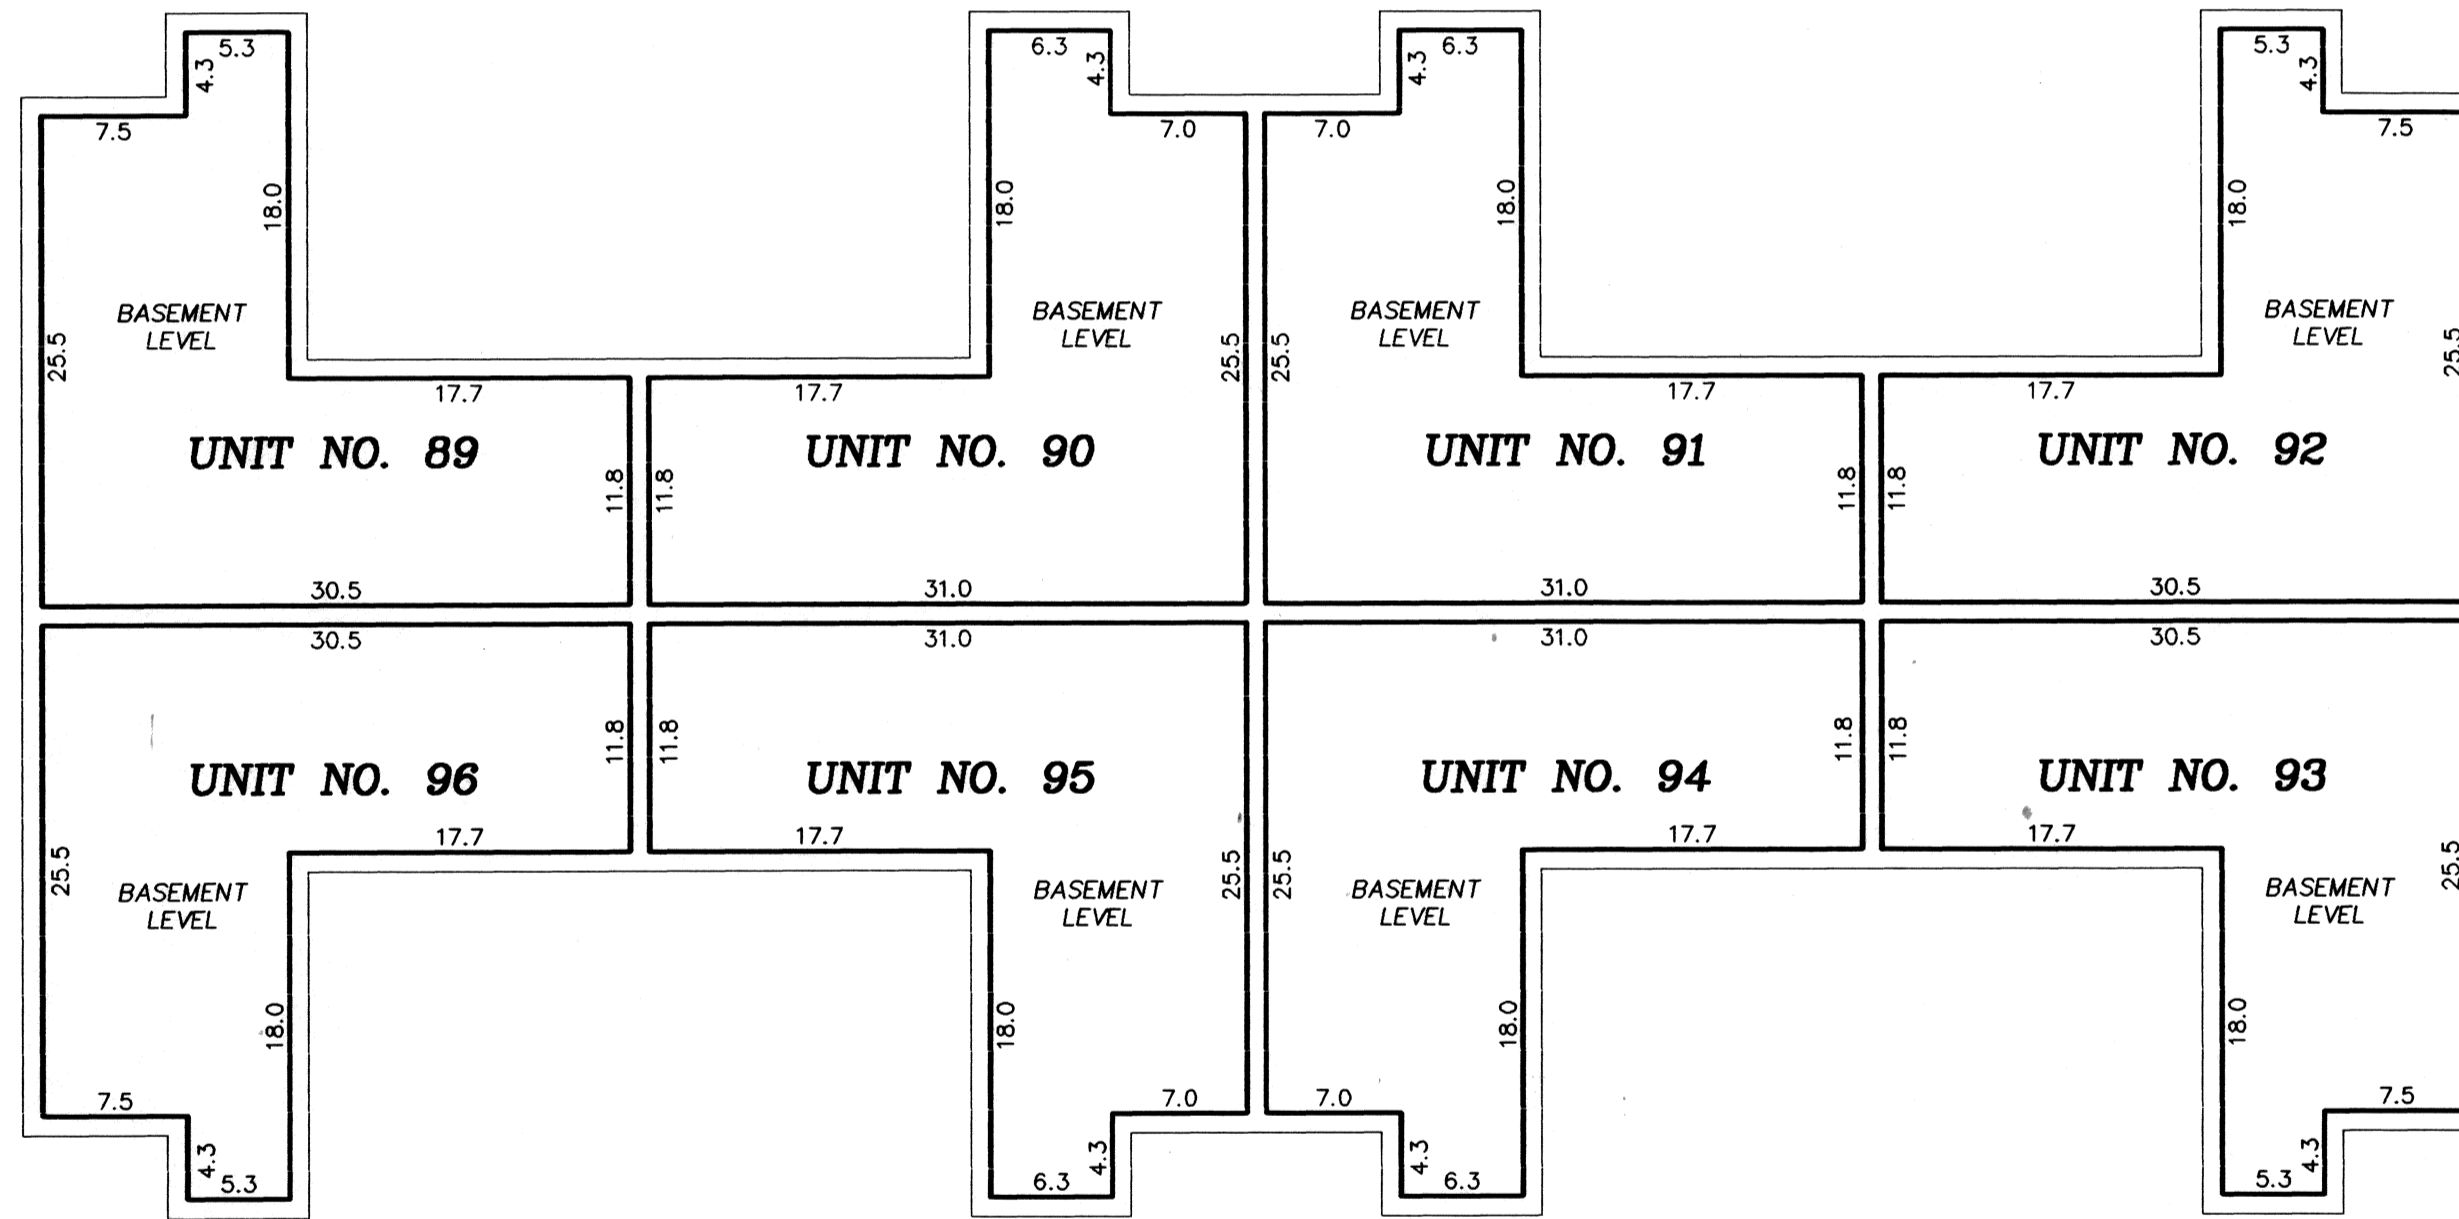 5.3 6.3 6.3 5.3
4.3 4.3 4.3 4.3
7.5 7.0 7.0 7.5
18.0 18.0 18.0 18.0
BASEMENT BASEMENT BASEMENT BASEMENT
LEVEL LEVEL LEVEL LEVEL
25.5 25.5 25.5 25.5
17.7 17.7 17.7 17.7
UNIT NO. 89 UNIT NO. 90 UNIT NO. 91 UNIT NO. 92
11.8 11.8 11.8 11.8
30.5 31.0 31.0 30.5
30.5 31.0 31.0 30.5
11.8 11.8 11.8 11.8
UNIT NO. 96 UNIT NO. 95 UNIT NO. 94 UNIT NO. 93
17.7 17.7 17.7 17.7
25.5 25.5 25.5 25.5
BASEMENT BASEMENT BASEMENT BASEMENT
LEVEL LEVEL LEVEL LEVEL
18.0 18.0 18.0 18.0
7.5 7.0 7.0 7.5
4.3 4.3 4.3 4.3
5.3 6.3 6.3 5.3